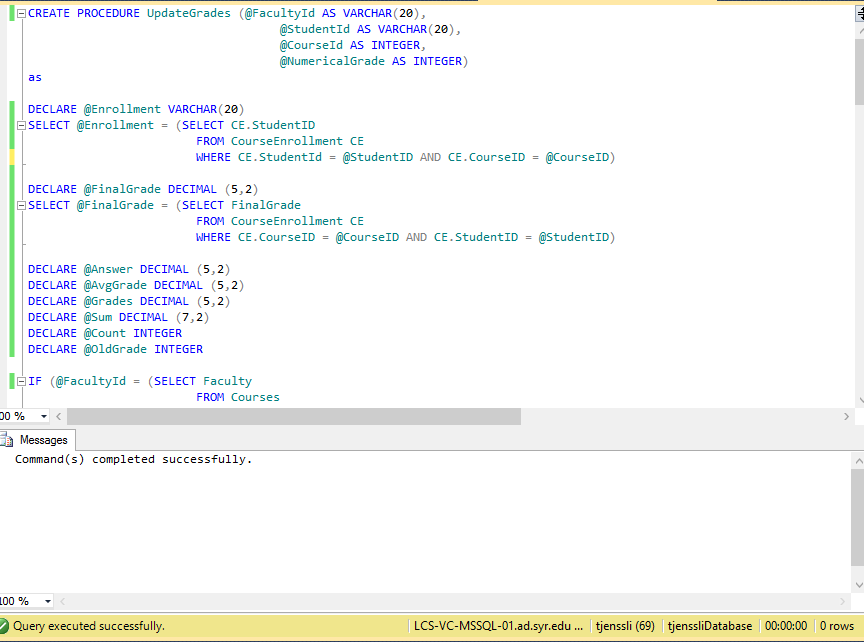 CREATE PROCEDURE UpdateGrades (@FacultyId AS VARCHAR(20),
@StudentId AS VARCHAR(20),
@CourseId AS INTEGER,
@NumericalGrade AS INTEGER)
as
DECLARE @Enrollment VARCHAR(20)
SELECT @Enrollment = (SELECT CE.StudentID
FROM CourseEnrollment CE
WHERE CE.StudentId = @StudentID AND CE.CourseID = @CourseID)
DECLARE @FinalGrade DECIMAL (5,2)
SELECT @FinalGrade = (SELECT FinalGrade
FROM CourseEnrollment CE
WHERE CE.CourseID = @CourseID AND CE.StudentID = @StudentID)
DECLARE @Answer DECIMAL (5,2)
DECLARE @AvgGrade DECIMAL (5,2)
DECLARE @Grades DECIMAL (5,2)
DECLARE @Sum DECIMAL (7,2)
DECLARE @Count INTEGER
DECLARE @OldGrade INTEGER
IF (@FacultyId = (SELECT Faculty
FROM Courses
00 %
Messages
Command(s) completed successfully.
100 %
Query executed successfully.
LCS-VC-MSSQL-01.ad.syr.edu ...
tjenssli (69)
tjenssliDatabase
00:00:00
0 rows